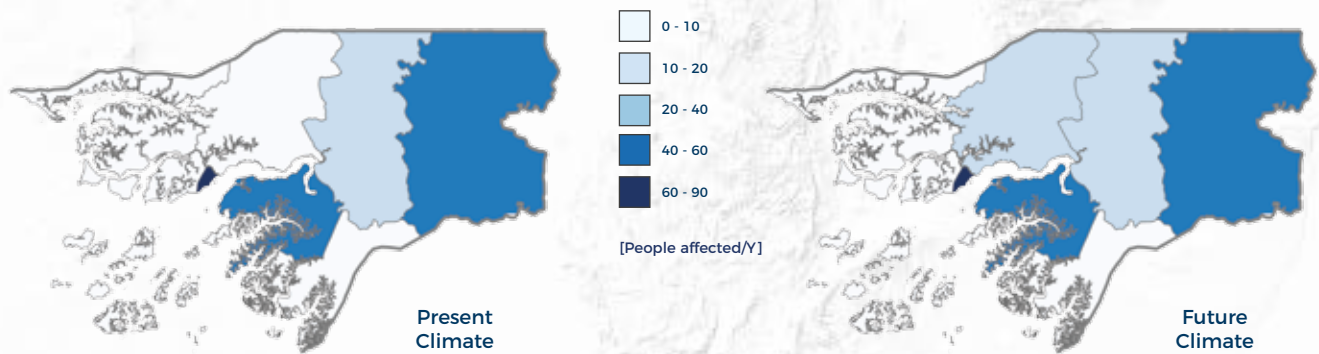 0 - 10
10 - 20
20 - 40
40 - 60
60 - 90
[People affected/Y]
Present
Climate
Future
Climate